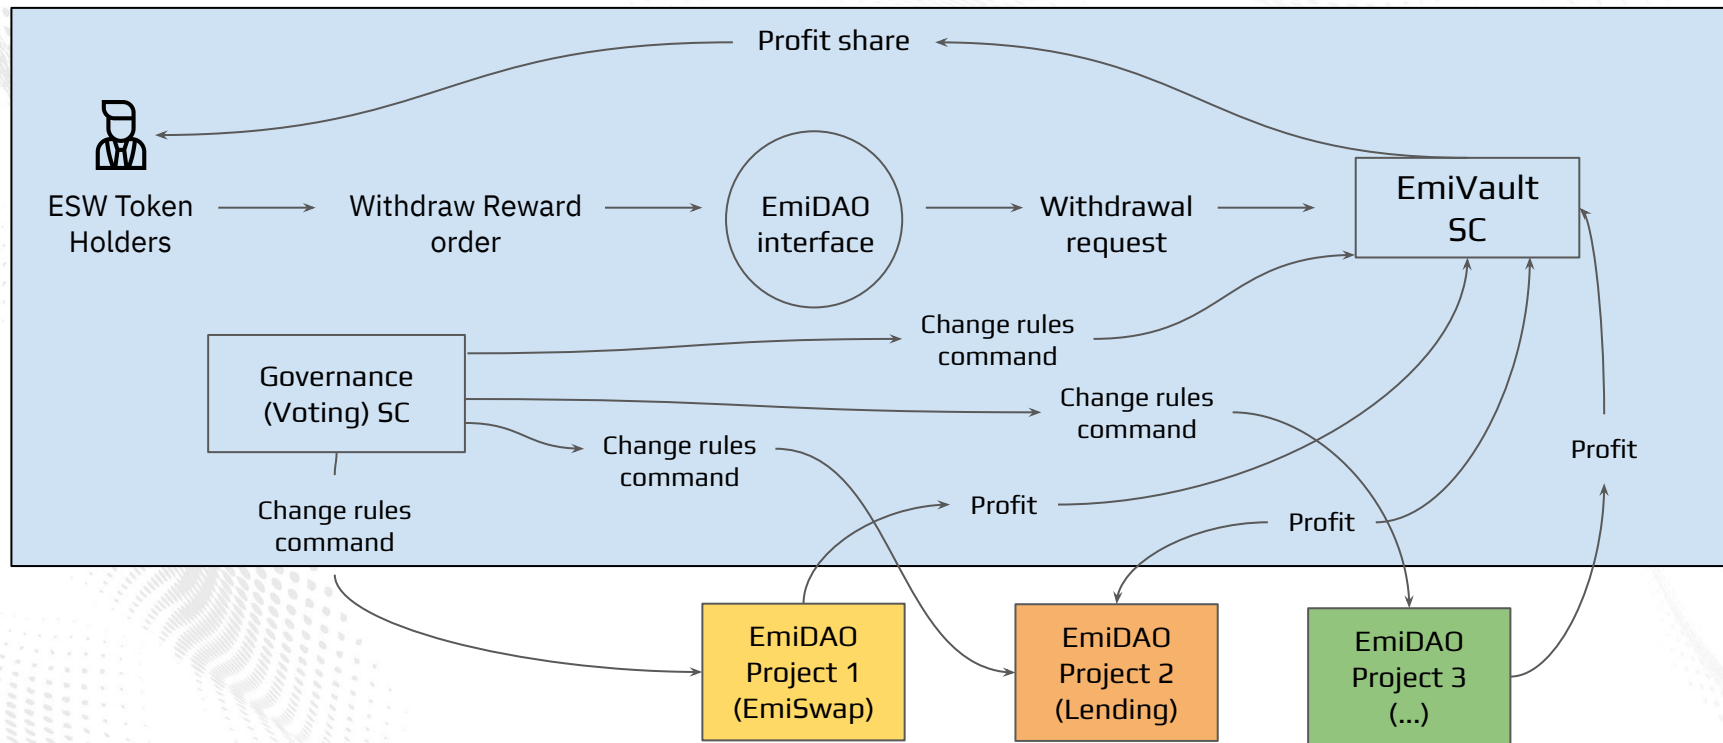 Profit share
ESW Token
Holders
Withdraw Reward
order
EmiDAO
interface
Withdrawal
request
EmiVault
SC
Governance
(Voting) SC
Change rules
command
Change rules
command
Change rules
command
Change rules
command
Profit
Profit
Profit
EmiDAO
Project 1
(EmiSwap)
EmiDAO
Project 2
(Lending)
EmiDAO
Project 3
(...)